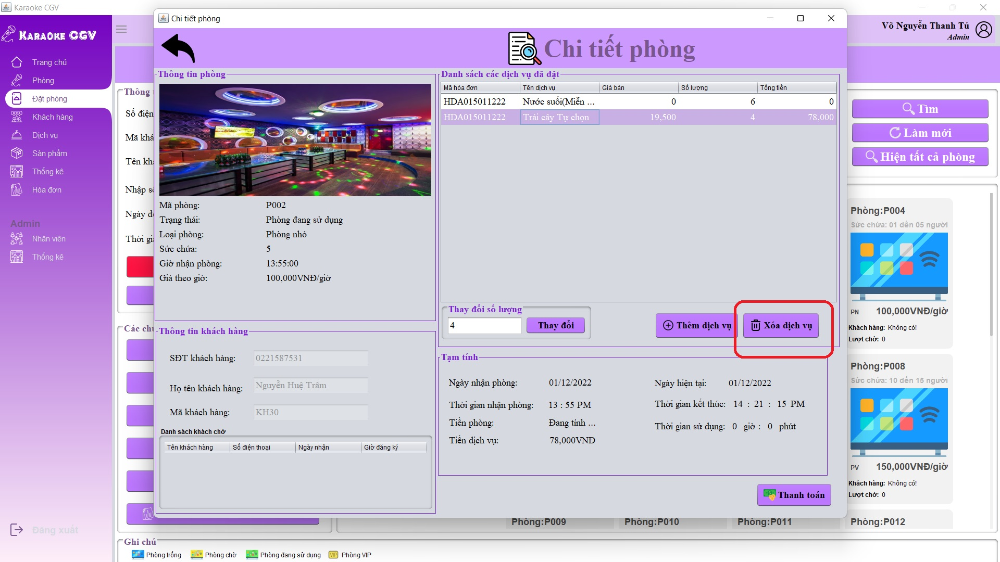 Karaoke CGV
KARAOKE CGV
Trang chủ
Phòng
Đặt phòng
Khách hàng
Dịch vụ
Sản phẩm
Thống kê
Hóa đơn
Admin
Nhân viên
Thống kê
Đăng xuất
Võ Nguyễn Thanh Tú
Admin
Thông
Số điện
Mã khá
Tên kh
Nhập s
Ngày đ
Thời gi
Các ch
Chi tiết phòng
Chi tiết phòng
Thông tin phòng
Mã phòng: P002
Trạng thái: Phòng đang sử dụng
Loại phòng: Phòng nhỏ
Sức chứa: 5
Giờ nhận phòng: 13:55:00
Giá theo giờ: 100,000VNĐ/giờ
Thông tin khách hàng
SĐT khách hàng: 0221587531
Họ tên khách hàng: Nguyễn Huệ Trâm
Mã khách hàng: KH30
Danh sách khách chờ
Tên khách hàng Số điện thoại Ngày nhận Giờ đăng ký
Danh sách các dịch vụ đã đặt
Mã hóa đơn Tên dịch vụ Giá bán Số lượng Tổng tiền
HDA015011222 Nước suối(Miễn ... 0 6 0
HDA015011222 Trái cây Tự chọn 19,500 4 78,000
Thay đổi số lượng
4 Thay đổi
Thêm dịch vụ
Xóa dịch vụ
Tạm tính
Ngày nhận phòng: 01/12/2022
Ngày hiện tại: 01/12/2022
Thời gian nhận phòng: 13 : 55 PM
Thời gian kết thúc: 14 : 21 : 15 PM
Tiền phòng: Đang tính ...
Thời gian sử dụng: 0 giờ : 0 phút
Tiền dịch vụ: 78,000VNĐ
Thanh toán
Tìm
Làm mới
Hiện tất cả phòng
Phòng:P004
Sức chứa: 01 đến 05 người
PN 100,000VNĐ/giờ
Khách hàng: Không có!
Lượt chờ: 0
Phòng:P008
Sức chứa: 10 đến 15 người
PV 150,000VNĐ/giờ
Khách hàng: Không có!
Lượt chờ: 0
Phòng:P009
Phòng:P010
Phòng:P011
Phòng:P012
Ghi chú
Phòng trống
Phòng chờ
Phòng đang sử dụng
VIP Phòng VIP